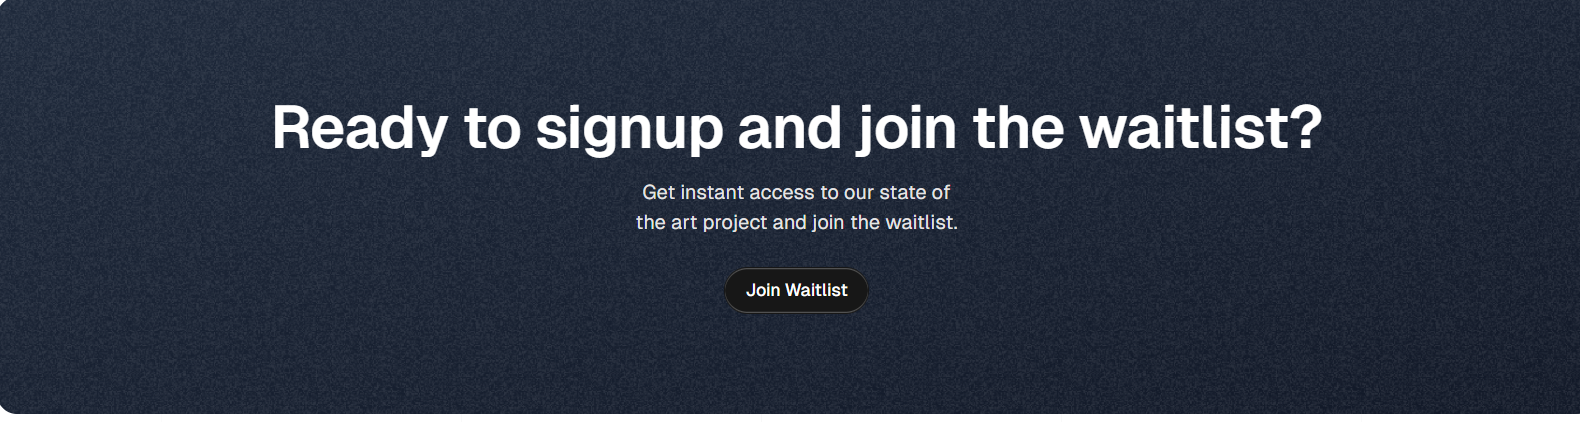 Ready to signup and join the waitlist?
Get instant access to our state of
the art project and join the waitlist.
Join Waitlist